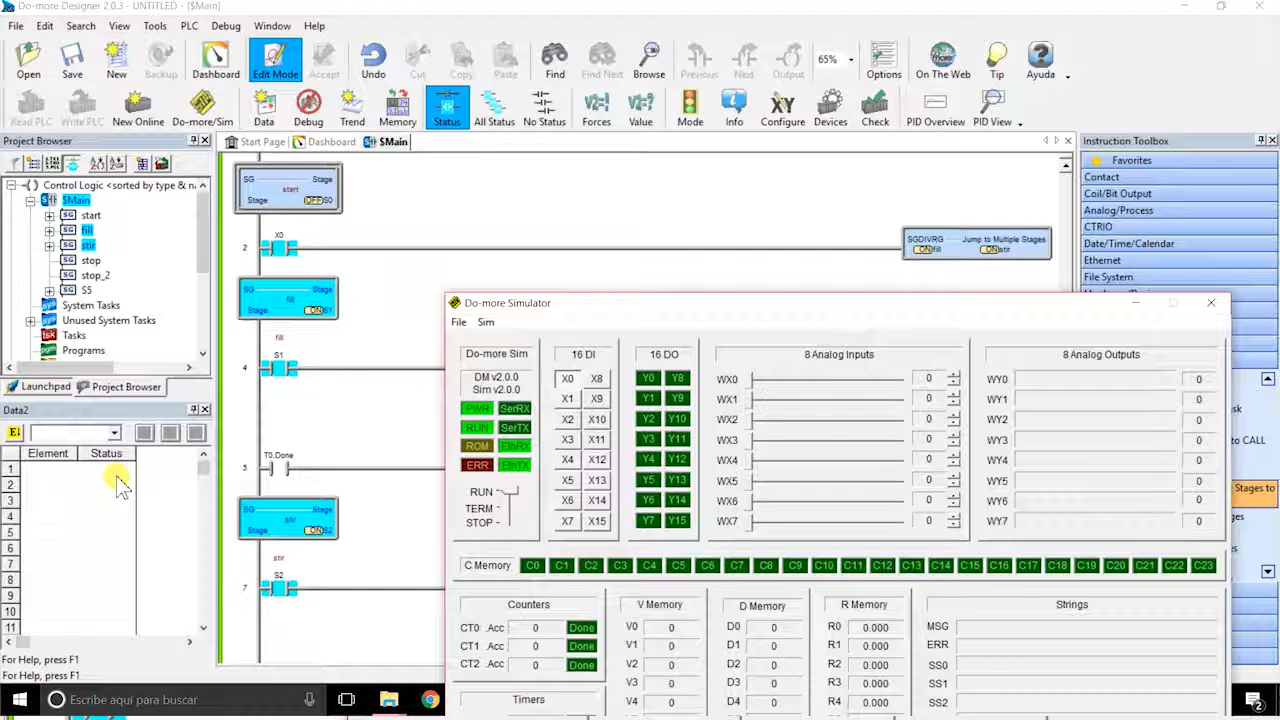 Do-more Designer 2.0.3 - UNTITLED - [$Main]
File Edit Search View Tools PLC Debug Window Help
Open Save New Backup Dashboard Edit Mode Accept Undo Cut Copy Paste Find Find Next Browse Previous Next Output 65% Options On The Web Tip Ayuda
Read PLC Write PLC New Online Do-more/Sim Data Debug Trend Memory Status All Status No Status Forces Value Mode Info Configure Devices Check PID Overview PID View
Project Browser
Start Page Dashboard $Main
Instruction Toolbox
Control Logic <sorted by type & n
$Main
start
fill
stir
stop
stop_2
S5
System Tasks
Unused System Tasks
Tasks
Programs
Launchpad Project Browser
Data2
Element Status
1
2
3
4
5
6
7
8
9
10
11
For Help, press F1
For Help, press F1
SG Stage
start
Stage OFF S0
2
X0
SGDIVRG Jump to Multiple Stages
ON fill ON stir
SG Stage
fill
Stage ON S1
fill
4
S1
5
T0.Done
SG Stage
stir
Stage ON S2
stir
7
S2
Favorites
Contact
Coil/Bit Output
Analog/Process
CTRIO
Date/Time/Calendar
Ethernet
File System
to CALL
Stages to
Do-more Simulator
File Sim
Do-more Sim
DM v2.0.0
Sim v2.0.0
PWR SerRX
RUN SerTX
ROM EthRX
ERR EthTX
RUN
TERM
STOP
16 DI
X0 X8
X1 X9
X2 X10
X3 X11
X4 X12
X5 X13
X6 X14
X7 X15
16 DO
Y0 Y8
Y1 Y9
Y2 Y10
Y3 Y11
Y4 Y12
Y5 Y13
Y6 Y14
Y7 Y15
8 Analog Inputs
WX0 0
WX1 0
WX2 0
WX3 0
WX4 0
WX5 0
WX6 0
WX7 0
8 Analog Outputs
WY0 0
WY1 0
WY2 0
WY3 0
WY4 0
WY5 0
WY6 0
WY7 0
C Memory C0 C1 C2 C3 C4 C5 C6 C7 C8 C9 C10 C11 C12 C13 C14 C15 C16 C17 C18 C19 C20 C21 C22 C23
Counters
CT0 .Acc 0 Done
CT1 .Acc 0 Done
CT2 .Acc 0 Done
Timers
V Memory
V0 0
V1 0
V2 0
V3 0
V4 0
D Memory
D0 0
D1 0
D2 0
D3 0
D4 0
R Memory
R0 0.000
R1 0.000
R2 0.000
R3 0.000
R4 0.000
Strings
MSG
ERR
SS0
SS1
SS2
Escribe aquí para buscar
2